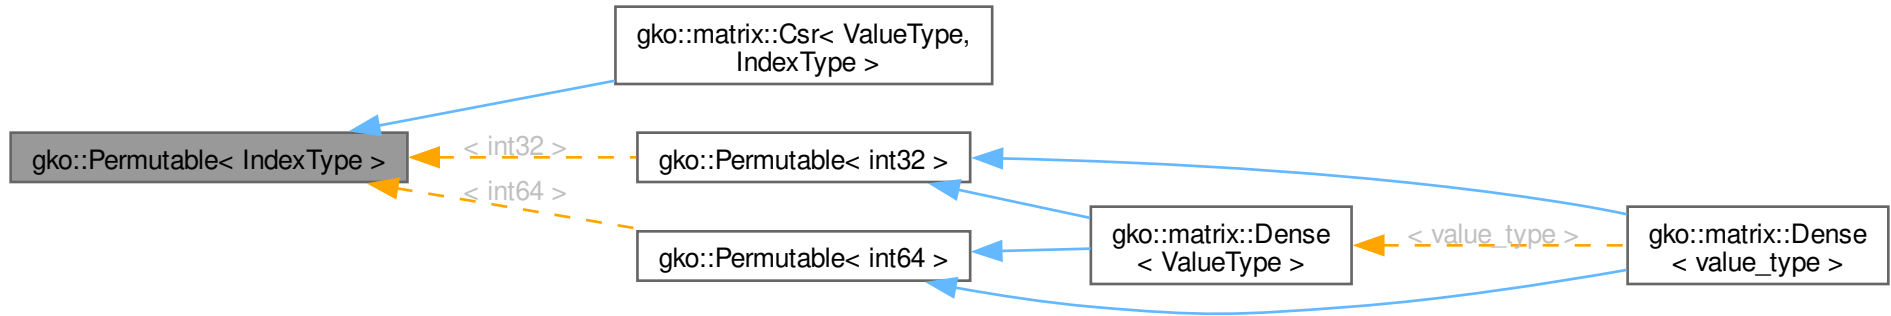 gko::matrix::Csr< ValueType,
IndexType >
gko::Permutable< IndexType >
< int32 >
< int64 >
gko::Permutable< int32 >
gko::Permutable< int64 >
gko::matrix::Dense
< ValueType >
< value_type >
gko::matrix::Dense
< value_type >